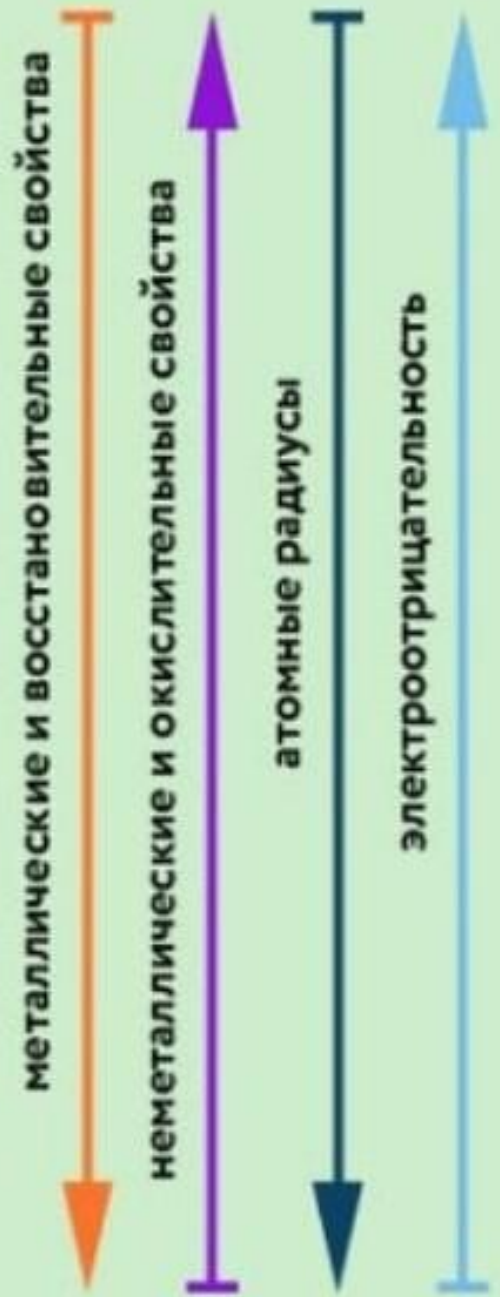 металлические и восстановительные свойства
неметаллические и окислительные свойства
атомные радиусы
электроотрицательность